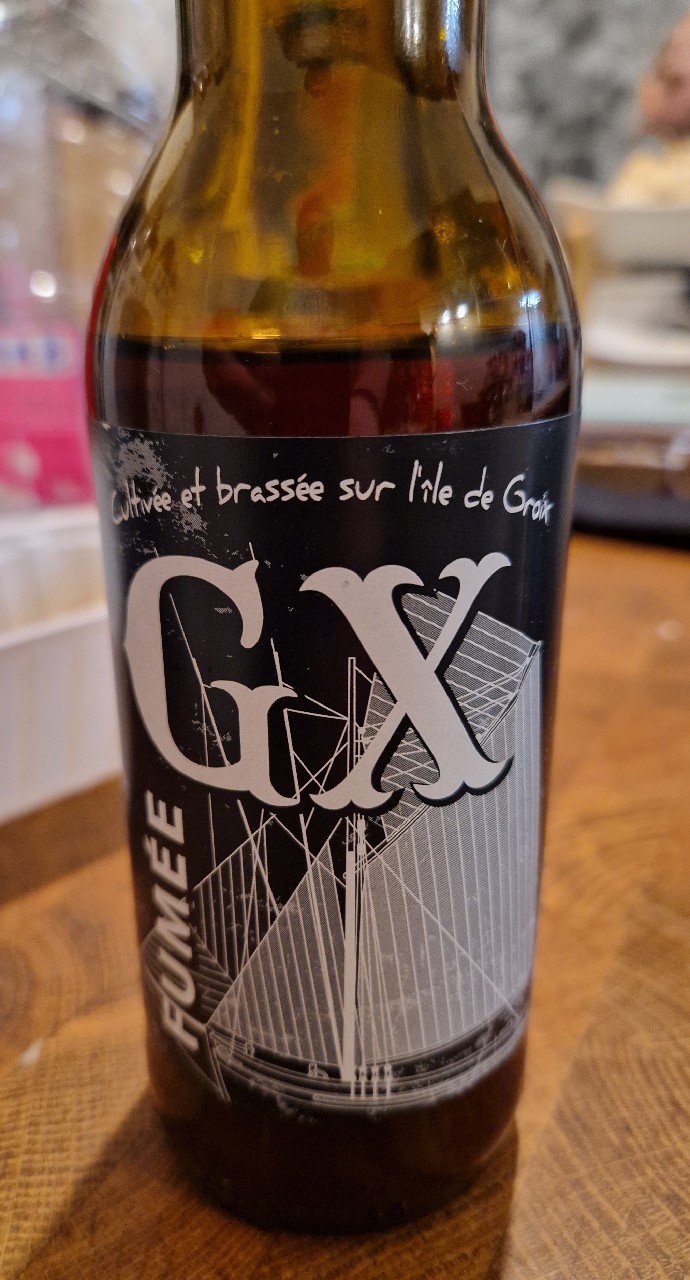 Cultivée et brassée sur l'île de Groix
GX
FUMÉE